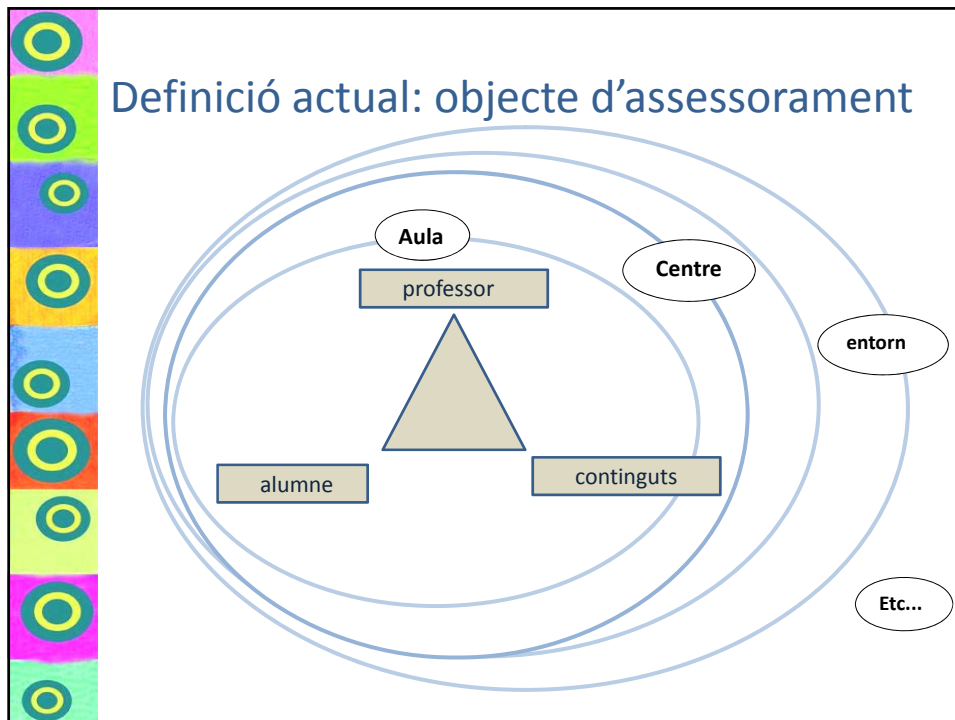 Definició actual: objecte d’assessorament
Aula
Centre
professor
entorn
alumne
continguts
Etc...